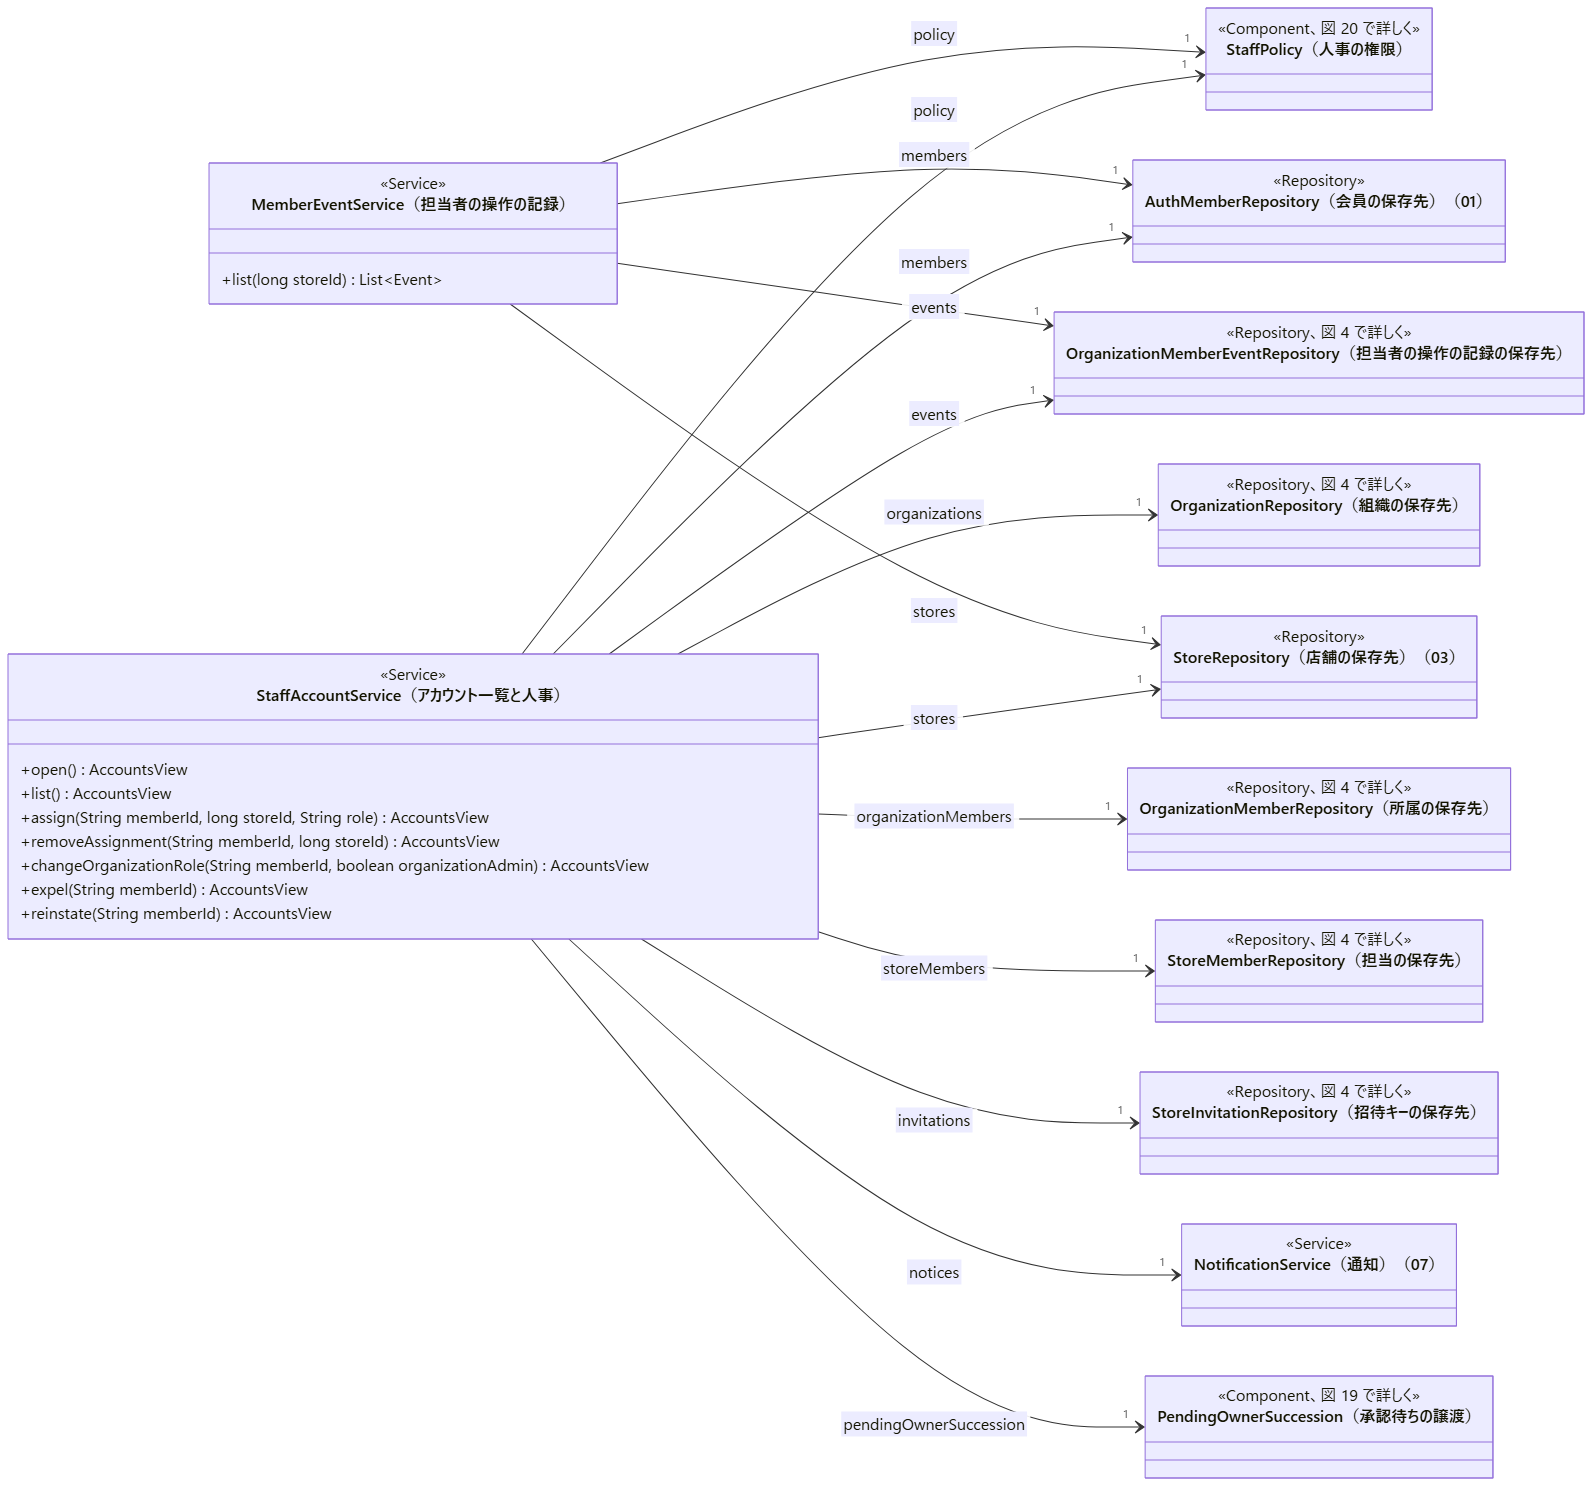 policy
1
«Component、図 20 で詳しく»
StaffPolicy（人事の権限）
1
policy
members
1
«Repository»
AuthMemberRepository（会員の保存先）（01）
1
members
«Service»
MemberEventService（担当者の操作の記録）
+list(long storeId) : List<Event>
events
1
«Repository、図 4 で詳しく»
OrganizationMemberEventRepository（担当者の操作の記録の保存先）
1
events
organizations
1
«Repository、図 4 で詳しく»
OrganizationRepository（組織の保存先）
stores
1
«Repository»
StoreRepository（店舗の保存先）（03）
1
stores
«Service»
StaffAccountService（アカウント一覧と人事）
+open() : AccountsView
+list() : AccountsView
+assign(String memberId, long storeId, String role) : AccountsView
+removeAssignment(String memberId, long storeId) : AccountsView
+changeOrganizationRole(String memberId, boolean organizationAdmin) : AccountsView
+expel(String memberId) : AccountsView
+reinstate(String memberId) : AccountsView
organizationMembers
1
«Repository、図 4 で詳しく»
OrganizationMemberRepository（所属の保存先）
storeMembers
1
«Repository、図 4 で詳しく»
StoreMemberRepository（担当の保存先）
invitations
1
«Repository、図 4 で詳しく»
StoreInvitationRepository（招待キーの保存先）
notices
1
«Service»
NotificationService（通知）（07）
pendingOwnerSuccession
1
«Component、図 19 で詳しく»
PendingOwnerSuccession（承認待ちの譲渡）